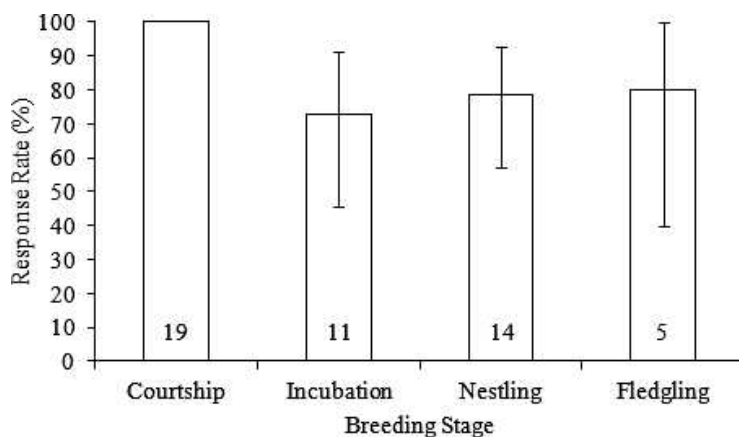 100
90
80
70
60
50
40
30
20
10
0
Response Rate (%)
19
11
14
5
Courtship
Incubation
Nestling
Fledgling
Breeding Stage